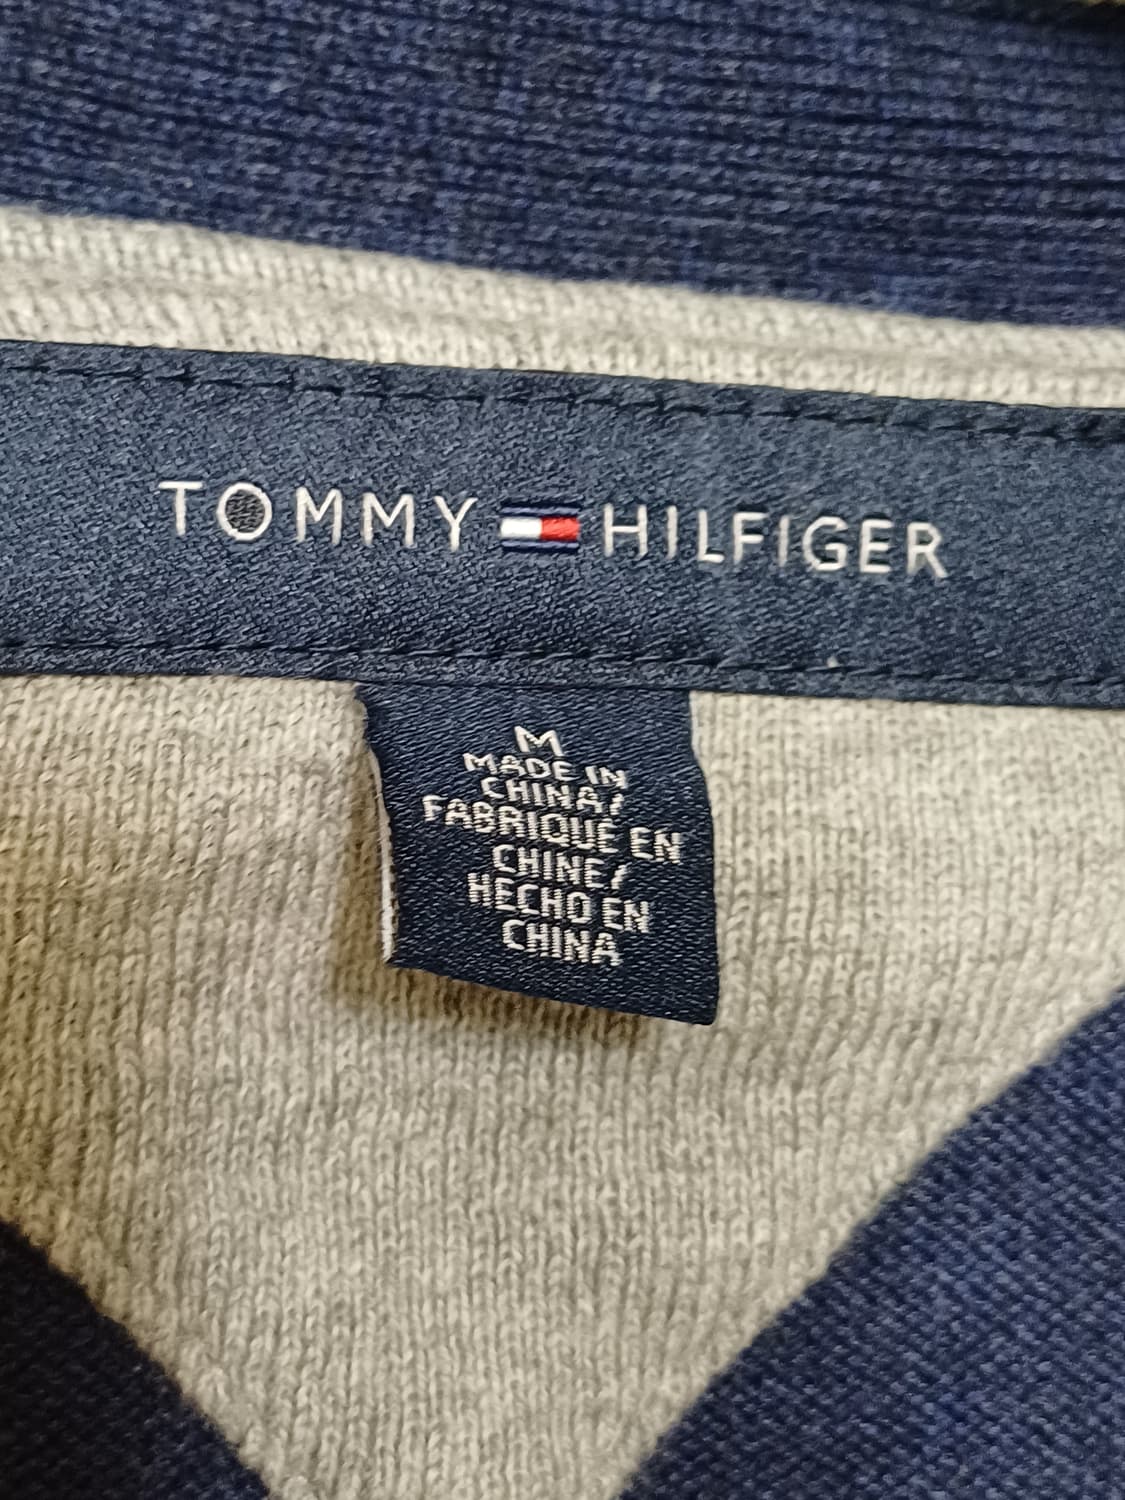 TOMMY HILFIGER
M
MADE IN
CHINA/
FABRIQUÉ EN
CHINE/
HECHO EN
CHINA